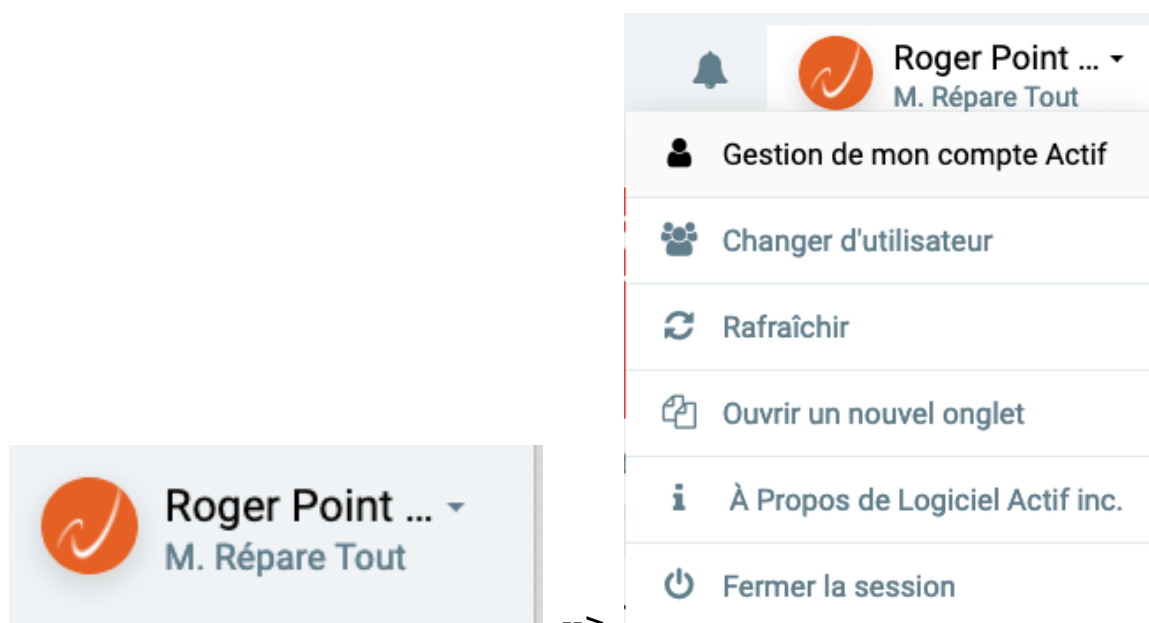 Roger Point ...
M. Répare Tout
-->
Roger Point ...
M. Répare Tout
Gestion de mon compte Actif
Changer d'utilisateur
Rafraîchir
Ouvrir un nouvel onglet
À Propos de Logiciel Actif inc.
Fermer la session